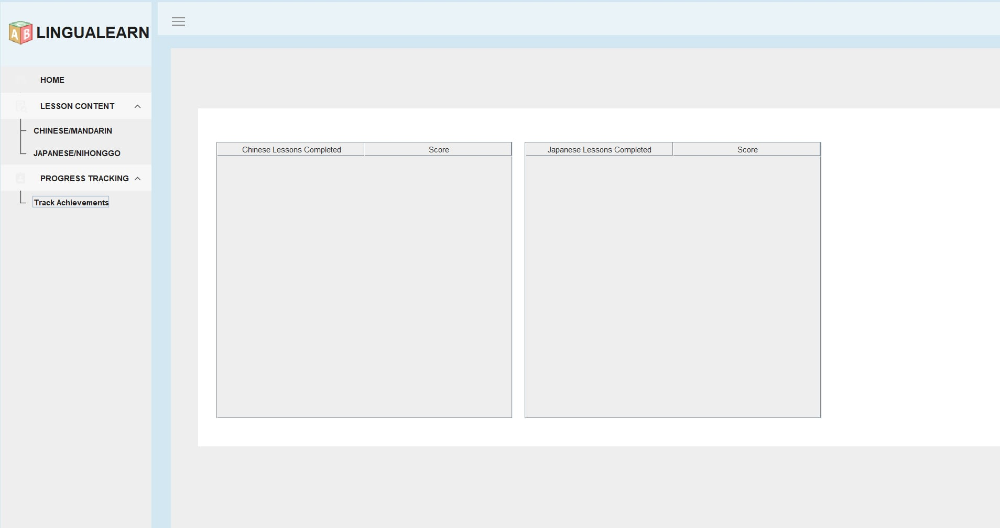 LINGUALEARN
HOME
LESSON CONTENT
CHINESE/MANDARIN
JAPANESE/NIHONGGO
PROGRESS TRACKING
Track Achievements
Chinese Lessons Completed Score
Japanese Lessons Completed Score